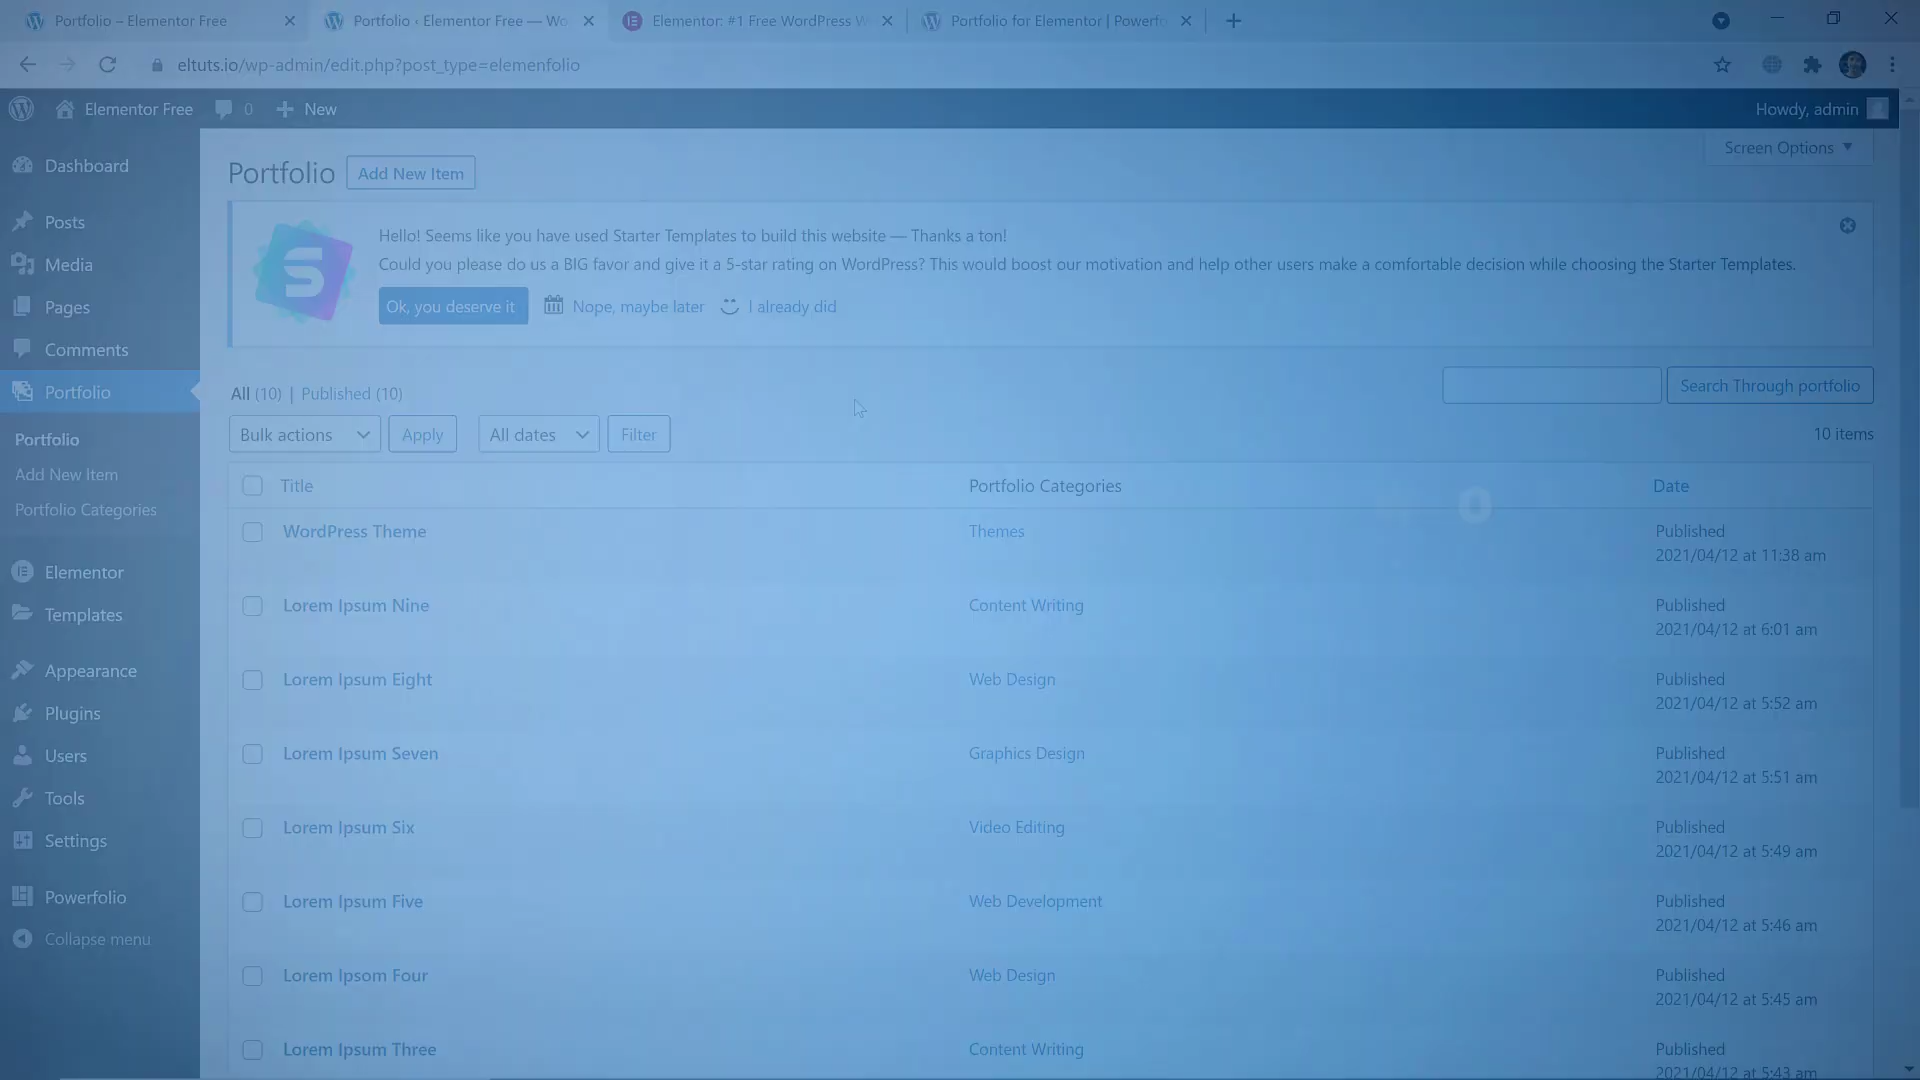 Portfolio – Elementor Free
Portfolio ‹ Elementor Free — Wo
Elementor: #1 Free WordPress W
Portfolio for Elementor | Powerfo
eltuts.io/wp-admin/edit.php?post_type=elemenfolio
Elementor Free
0
New
Howdy, admin
Screen Options
Dashboard
Posts
Media
Pages
Comments
Portfolio
Portfolio
Add New Item
Portfolio Categories
Elementor
Templates
Appearance
Plugins
Users
Tools
Settings
Powerfolio
Collapse menu
Portfolio
Add New Item
Hello! Seems like you have used Starter Templates to build this website — Thanks a ton!
Could you please do us a BIG favor and give it a 5-star rating on WordPress? This would boost our motivation and help other users make a comfortable decision while choosing the Starter Templates.
Ok, you deserve it
Nope, maybe later
I already did
All (10) | Published (10)
Search Through portfolio
Bulk actions
Apply
All dates
Filter
10 items
Title
Portfolio Categories
Date
WordPress Theme
Themes
Published
2021/04/12 at 11:38 am
Lorem Ipsum Nine
Content Writing
Published
2021/04/12 at 6:01 am
Lorem Ipsum Eight
Web Design
Published
2021/04/12 at 5:52 am
Lorem Ipsum Seven
Graphics Design
Published
2021/04/12 at 5:51 am
Lorem Ipsum Six
Video Editing
Published
2021/04/12 at 5:49 am
Lorem Ipsum Five
Web Development
Published
2021/04/12 at 5:46 am
Lorem Ipsom Four
Web Design
Published
2021/04/12 at 5:45 am
Lorem Ipsum Three
Content Writing
Published
2021/04/12 at 5:43 am